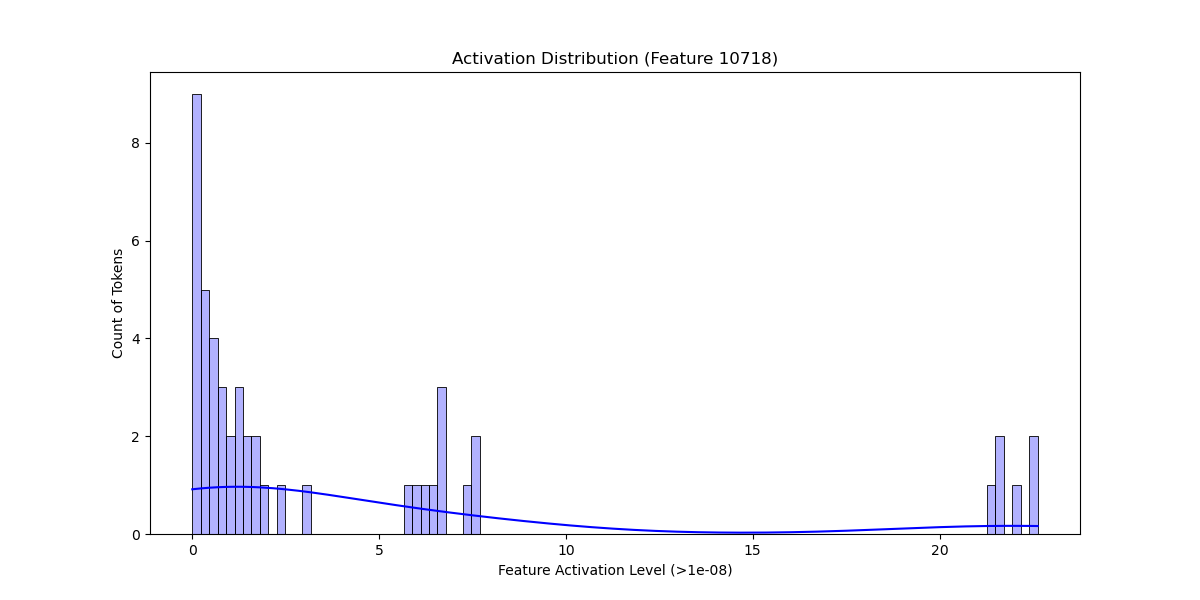 Activation Distribution (Feature 10718)
Count of Tokens
8
6
4
2
0
0 5 10 15 20
Feature Activation Level (>1e-08)